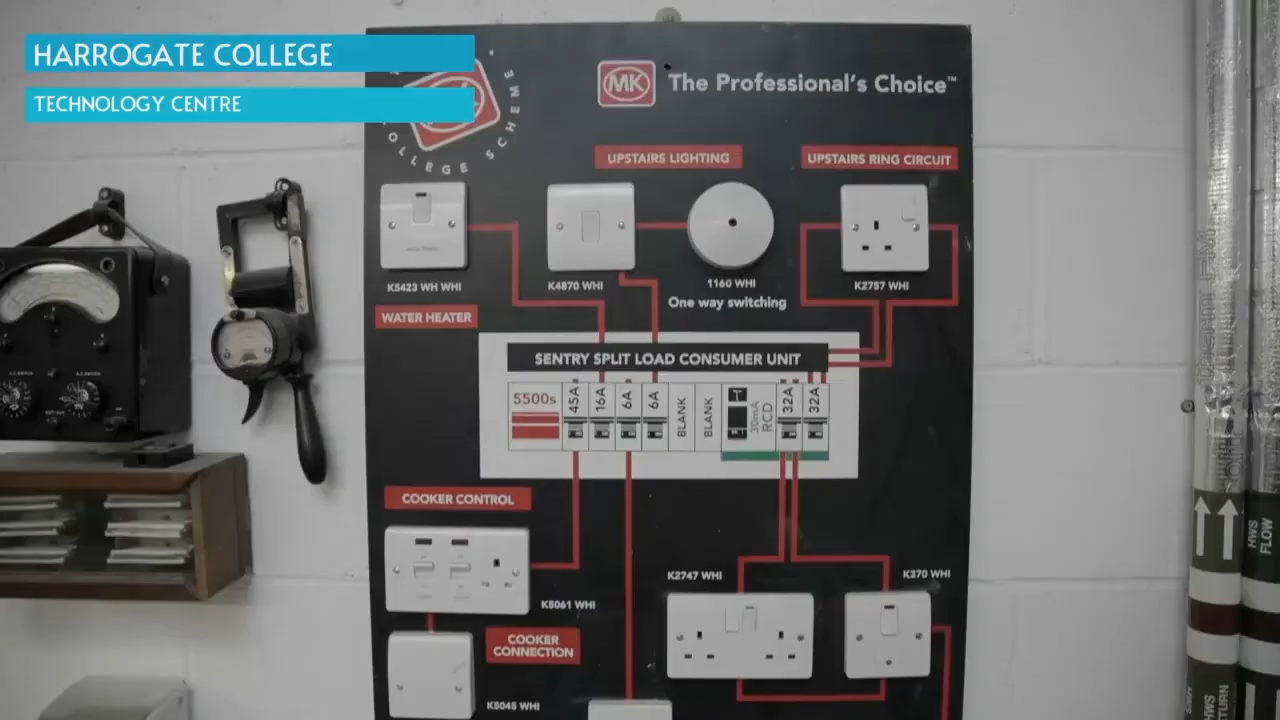 HARROGATE COLLEGE
TECHNOLOGY CENTRE
COLLEGE SCHEME
MK The Professional's Choice™
UPSTAIRS LIGHTING
UPSTAIRS RING CIRCUIT
K5423 WH WHI
K4870 WHI
1160 WHI
K2757 WHI
One way switching
WATER HEATER
SENTRY SPLIT LOAD CONSUMER UNIT
5500s
45A
16A
6A
6A
BLANK
BLANK
30mA
RCD
32A
32A
COOKER CONTROL
K5061 WHI
K2747 WHI
K370 WHI
COOKER
CONNECTION
K5045 WHI
HWS
FLOW
HWS